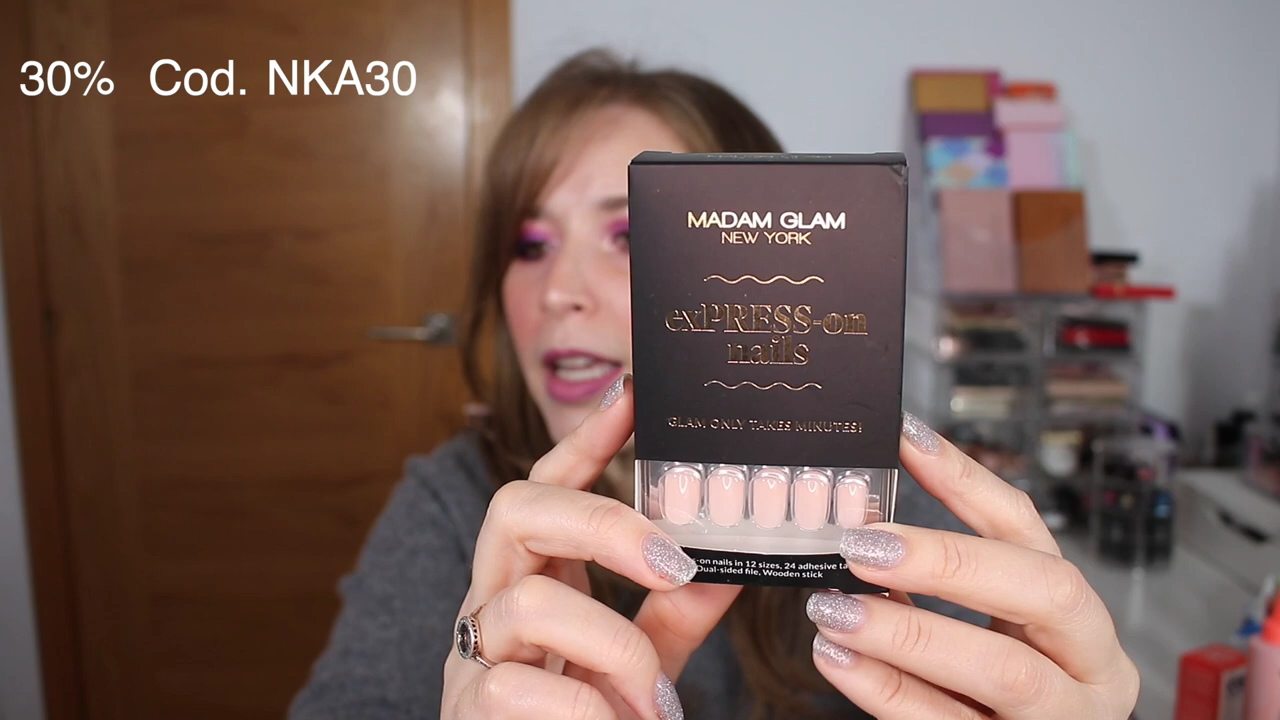 30% Cod. NKA30
MADAM GLAM
NEW YORK
exPRESS-on
nails
GLAM ONLY TAKES MINUTES!
-on nails in 12 sizes, 24 adhesive
Dual-sided file, Wooden stick